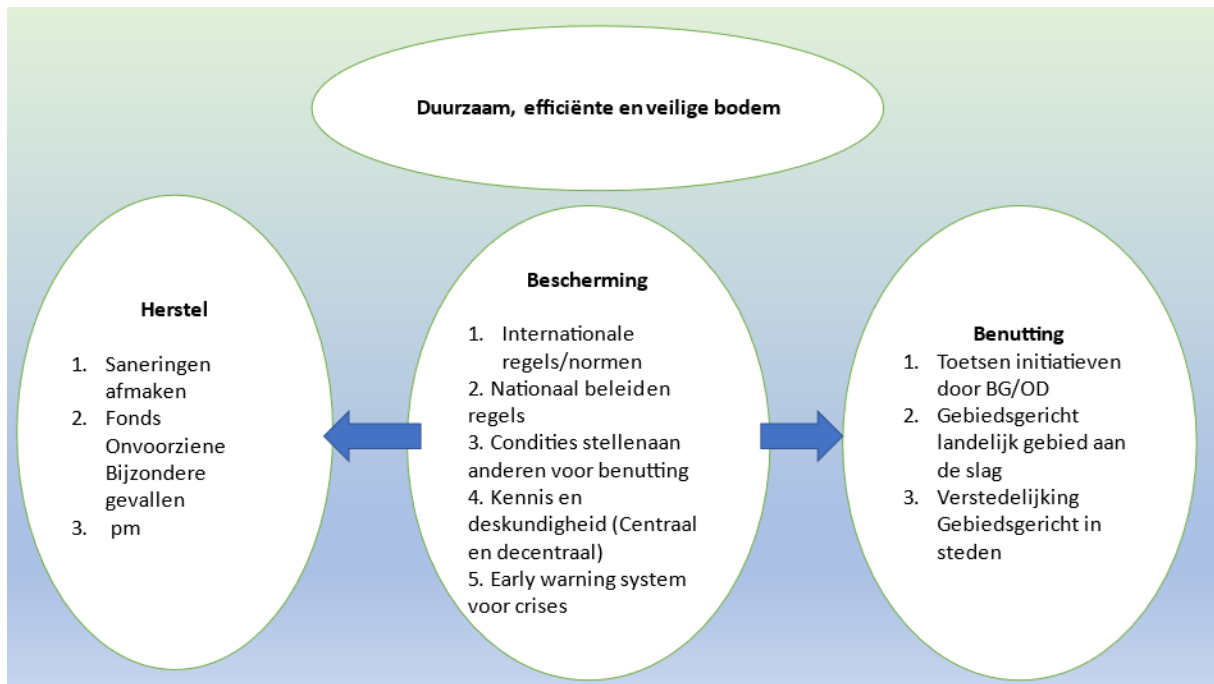 Duurzaam, efficiënte en veilige bodem
Herstel
1. Saneringen
afmaken
2. Fonds
Onvoorziene
Bijzondere
gevallen
3. pm
Bescherming
1. Internationale
regels/normen
2. Nationaal beleiden
regels
3. Condities stellenaan
anderen voor benutting
4. Kennis en
deskundigheid (Centraal
en decentraal)
5. Early warning system
voor crises
Benutting
1. Toetsen initiatieven
door BG/OD
2. Gebiedsgericht
landelijk gebied aan
de slag
3. Verstedelijking
Gebiedsgericht in
steden